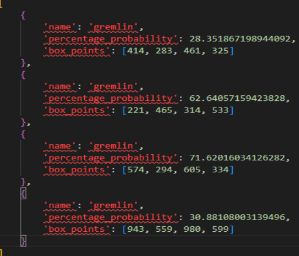 [
{
'name': 'gremlin',
'percentage_probability': 28.351867198944092,
'box_points': [414, 283, 461, 325]
},
{
'name': 'gremlin',
'percentage_probability': 62.64057159423828,
'box_points': [221, 465, 314, 533]
},
{
'name': 'gremlin',
'percentage_probability': 71.62016034126282,
'box_points': [574, 294, 605, 334]
},
{
'name': 'gremlin',
'percentage_probability': 30.88108003139496,
'box_points': [943, 559, 980, 599]
}
]